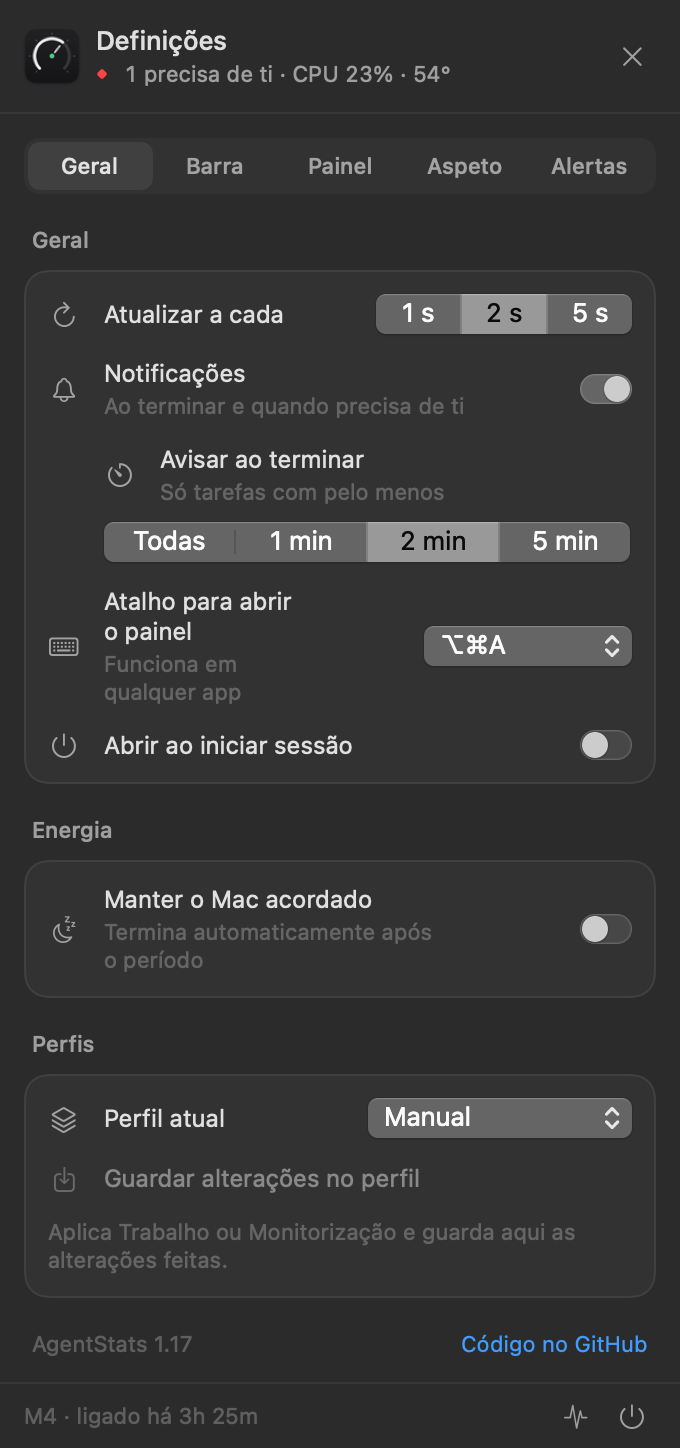 Definições
1 precisa de ti · CPU 23% · 54°
Geral Barra Painel Aspeto Alertas
Geral
Atualizar a cada 1 s 2 s 5 s
Notificações
Ao terminar e quando precisa de ti
Avisar ao terminar
Só tarefas com pelo menos
Todas 1 min 2 min 5 min
Atalho para abrir
o painel
⌥⌘A
Funciona em
qualquer app
Abrir ao iniciar sessão
Energia
Manter o Mac acordado
Termina automaticamente após
o período
Perfis
Perfil atual Manual
Guardar alterações no perfil
Aplica Trabalho ou Monitorização e guarda aqui as
alterações feitas.
AgentStats 1.17 Código no GitHub
M4 · ligado há 3h 25m